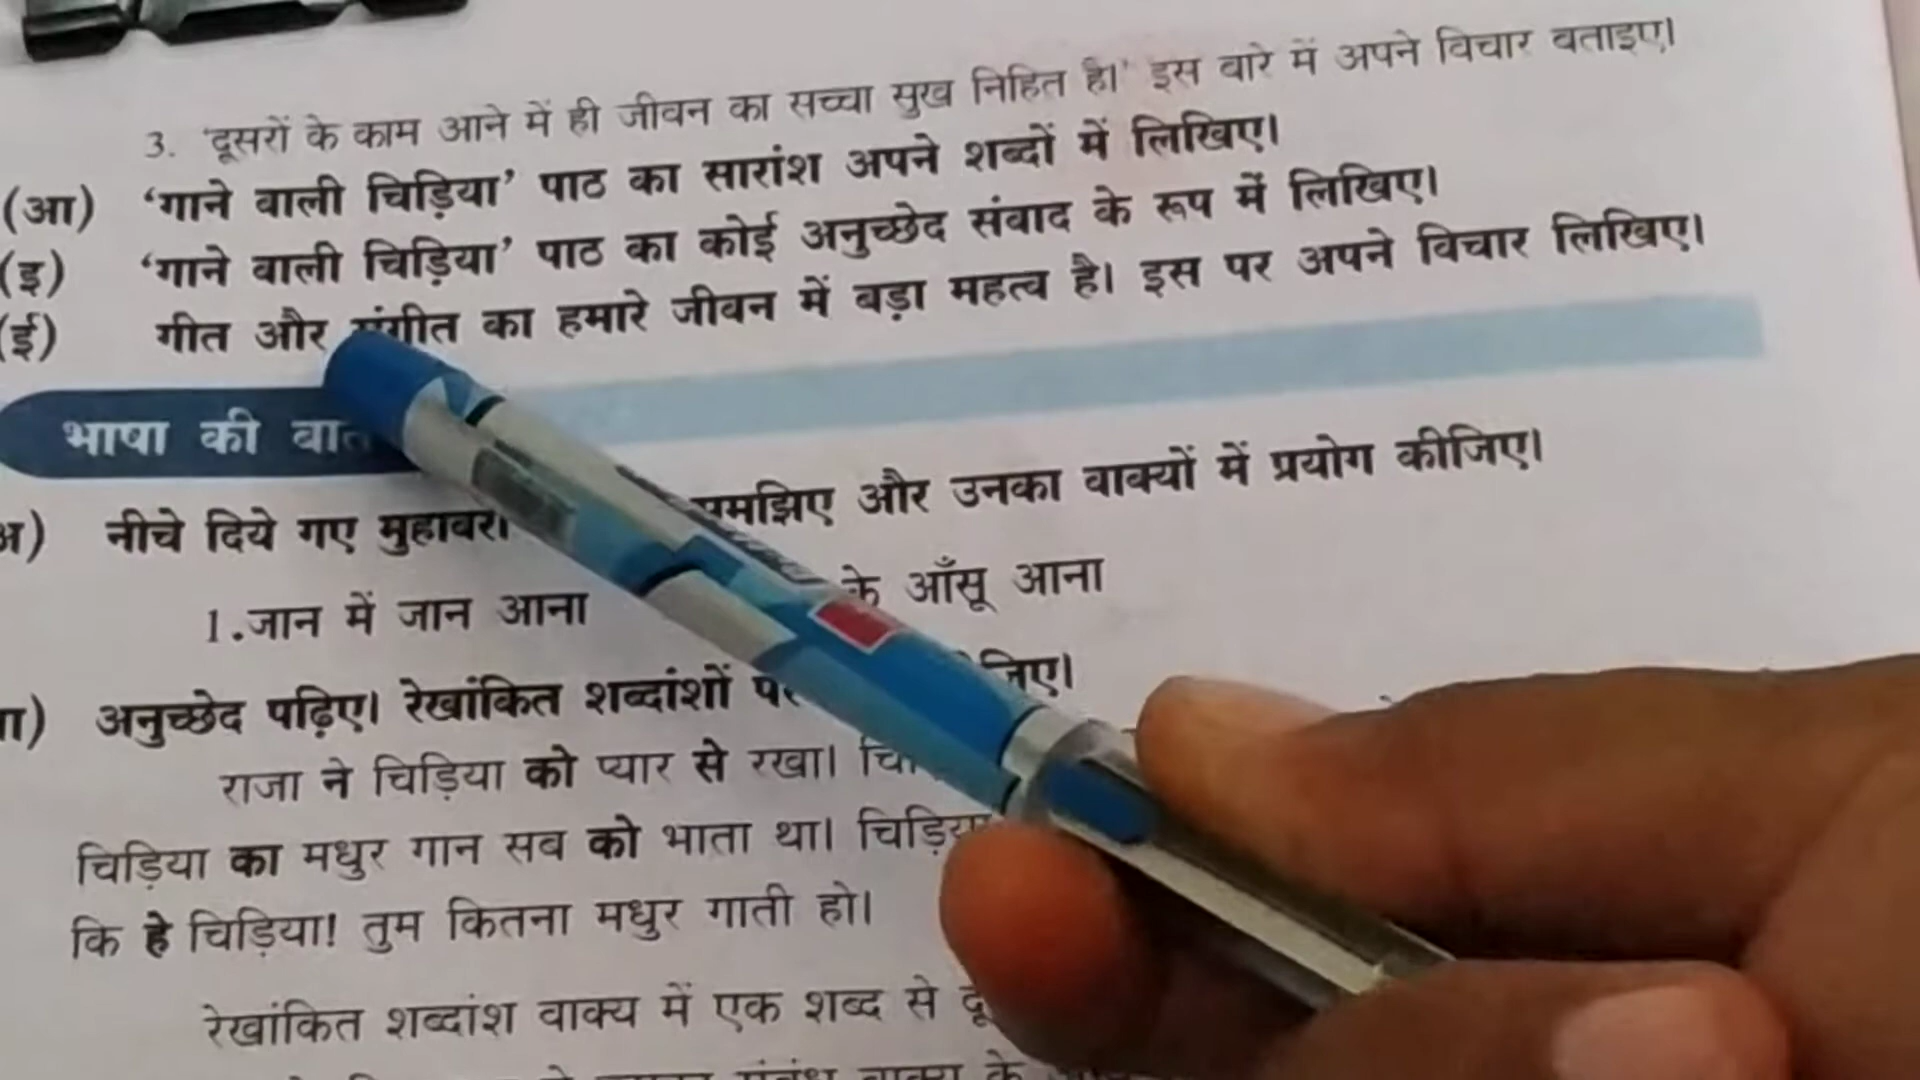 3. 'दूसरों के काम आने में ही जीवन का सच्चा सुख निहित है।' इस बारे में अपने विचार बताइए।
(आ) 'गाने वाली चिड़िया' पाठ का सारांश अपने शब्दों में लिखिए।
(इ) 'गाने वाली चिड़िया' पाठ का कोई अनुच्छेद संवाद के रूप में लिखिए।
(ई) गीत और संगीत का हमारे जीवन में बड़ा महत्व है। इस पर अपने विचार लिखिए।
भाषा की बात
अ) नीचे दिये गए समझिए और उनका वाक्यों में प्रयोग कीजिए।
1.जान में जान आना के आँसू आना
अनुच्छेद पढ़िए। रेखांकित शब्दांशों
राजा ने चिड़िया को प्यार से रखा।
चिड़िया का मधुर गान सब को भाता था। चिड़िया
कि हे चिड़िया! तुम कितना मधुर गाती हो।
रेखांकित शब्दांश वाक्य में एक शब्द से